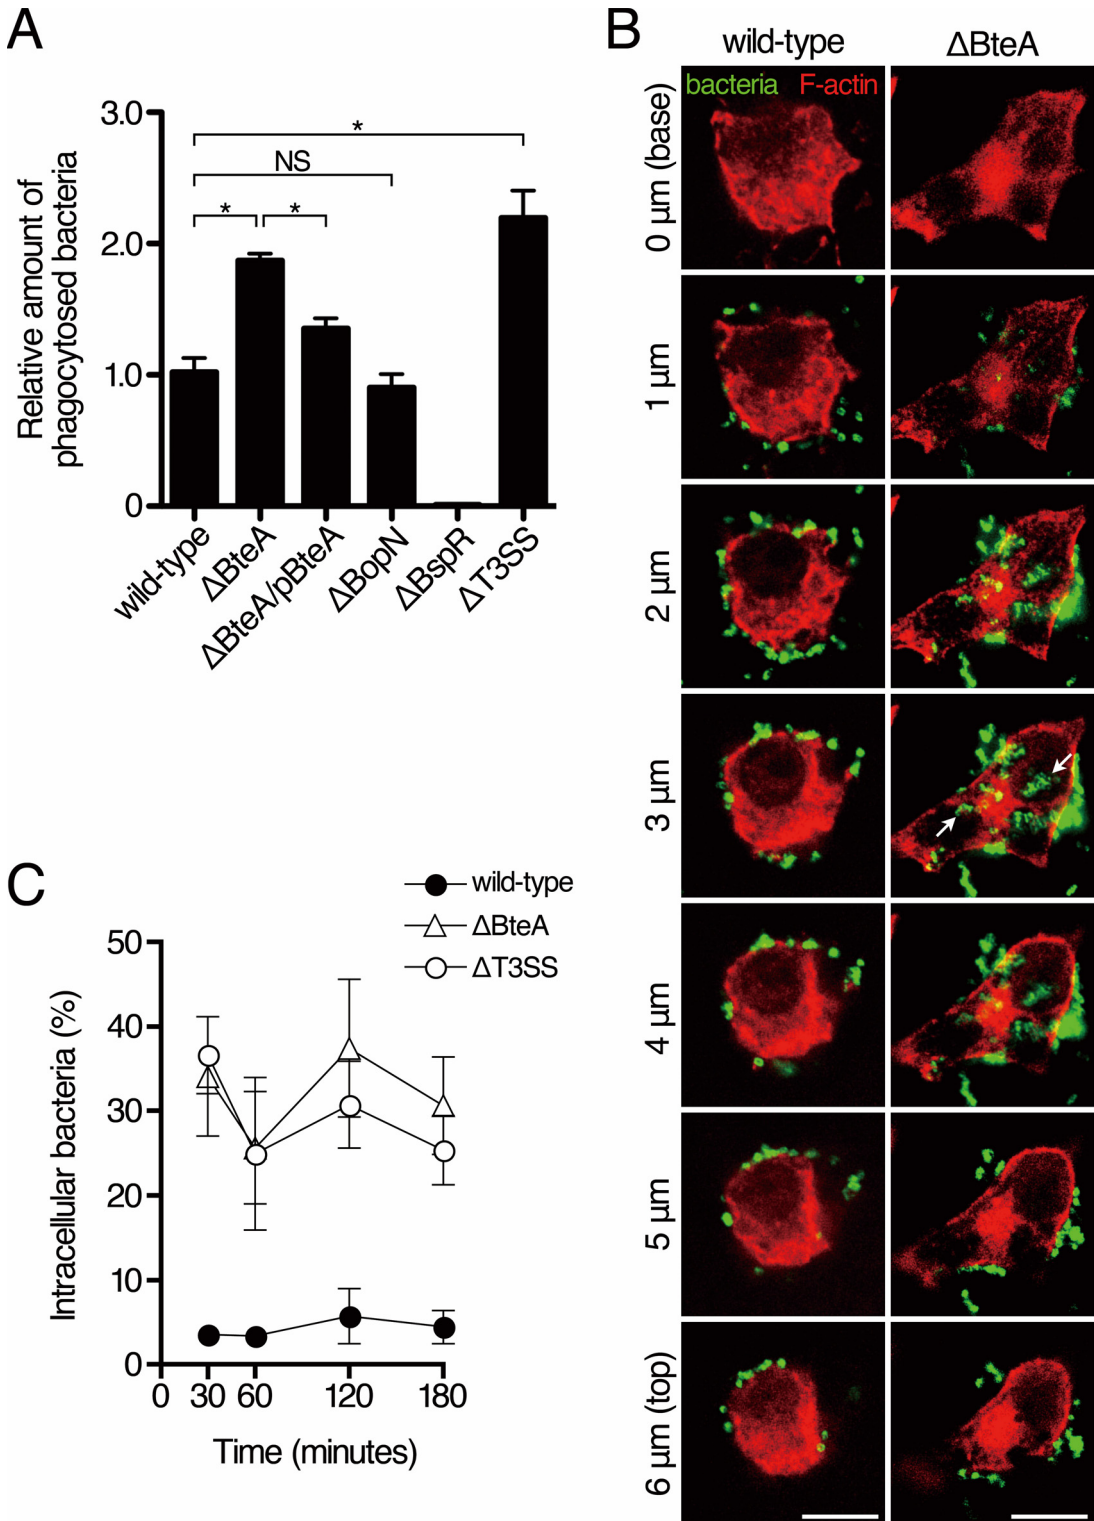 A
3.0
2.0
1.0
0
Relative amount of
phagocytosed bacteria
*
NS
* *
wild-type
ΔBteA
ΔBteA/pBteA
ΔBopN
ΔBspR
ΔT3SS
B
wild-type ΔBteA
bacteria F-actin
0 µm (base)
1 µm
2 µm
3 µm
4 µm
5 µm
6 µm (top)
C
wild-type
ΔBteA
ΔT3SS
50
40
30
20
10
0
Intracellular bacteria (%)
0 30 60 120 180
Time (minutes)